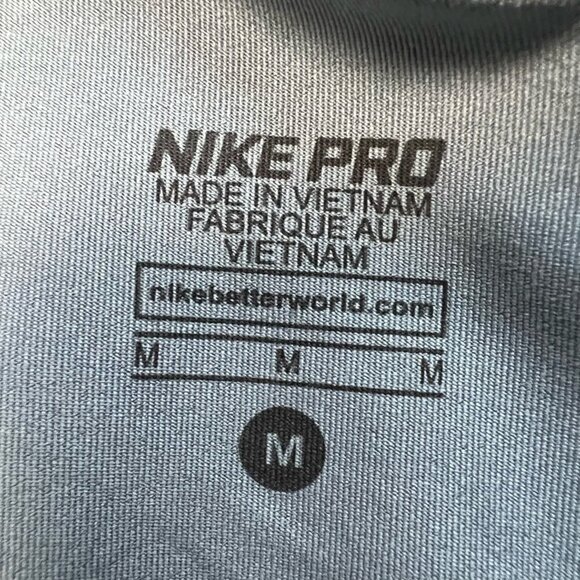 NIKE PRO
MADE IN VIETNAM
FABRIQUE AU
VIETNAM
nikebetterworld.com
M M M
M